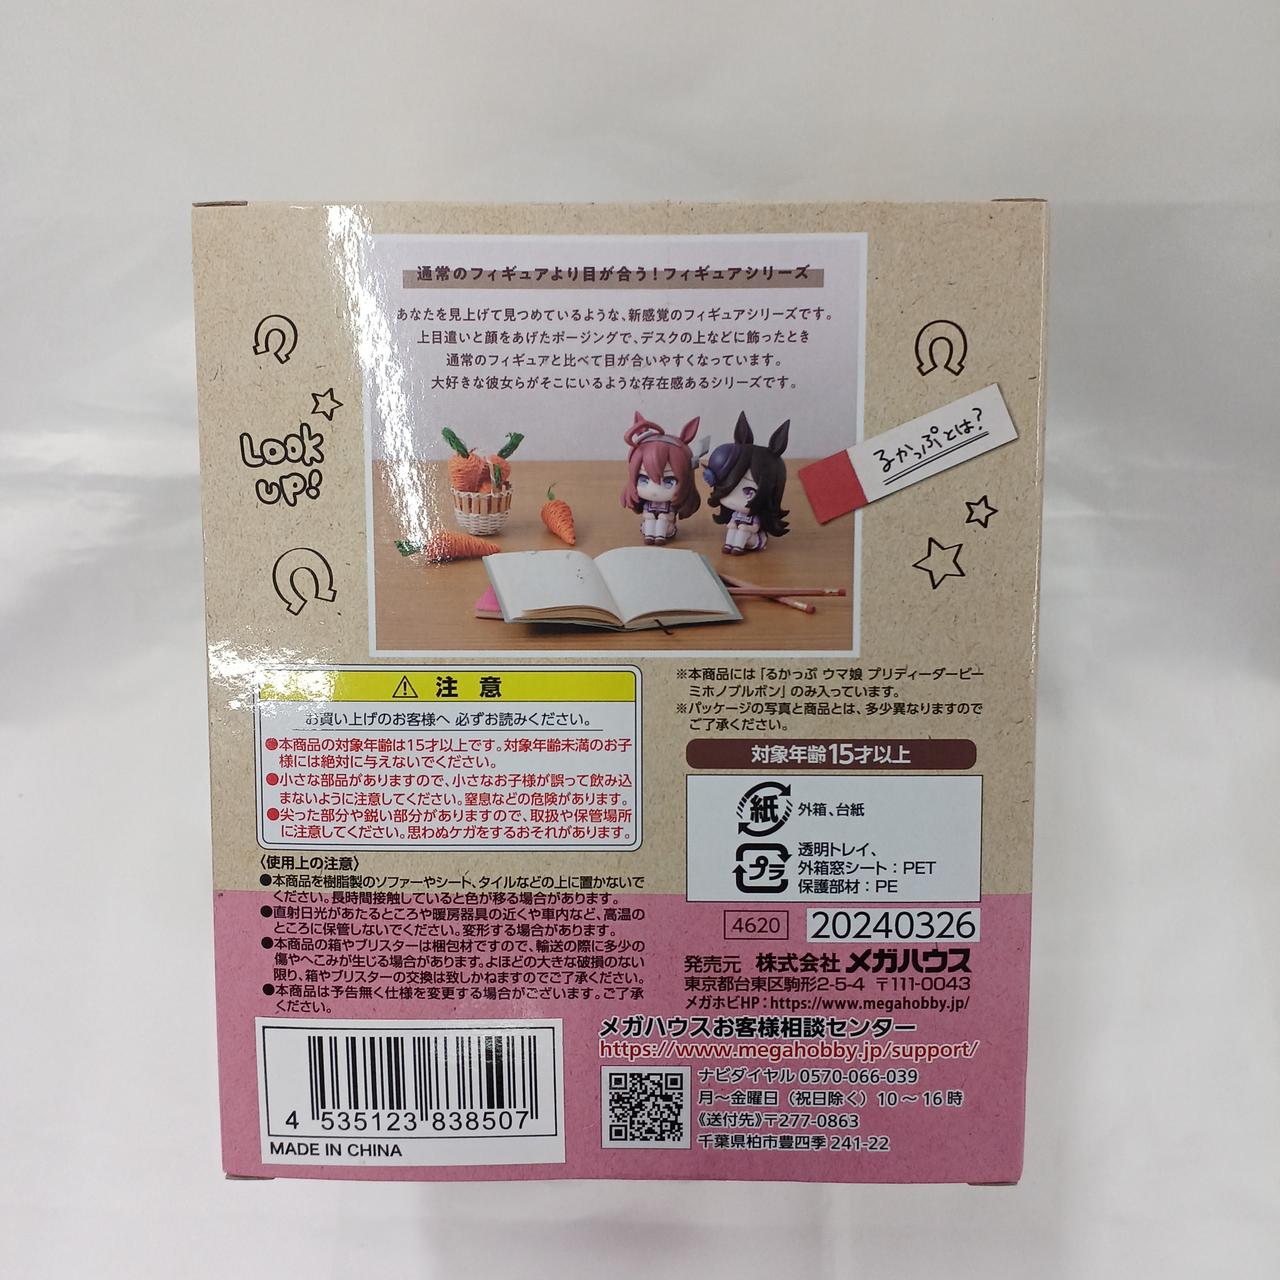 通常のフィギュアより目が合う!フィギュアシリーズ
あなたを見上げて見つめているような、新感覚のフィギュアシリーズです。
上目遣いと顔をあげたポージングで、デスクの上などに飾ったとき
通常のフィギュアと比べて目が合いやすくなっています。
大好きな彼女らがそこにいるような存在感あるシリーズです。
Look
up!
るかっぷとは?
注意
お買い上げのお客様へ 必ずお読みください。
●本商品の対象年齢は15才以上です。対象年齢未満のお子
様には絶対に与えないでください。
●小さな部品がありますので、小さなお子様が誤って飲み込
まないように注意してください。窒息などの危険があります。
●尖った部分や鋭い部分がありますので、取扱や保管場所
に注意してください。思わぬケガをするおそれがあります。
〈使用上の注意〉
●本商品を樹脂製のソファーやシート、タイルなどの上に置かないで
ください。長時間接触していると色が移る場合があります。
●直射日光があたるところや暖房器具の近くや車内など、高温の
ところに保管しないでください。変形する場合があります。
●本商品の箱やブリスターは梱包材ですので、輸送の際に多少の
傷やへこみが生じる場合があります。よほどの大きな破損のない
限り、箱やブリスターの交換は致しかねますのでご了承ください。
●本商品は予告無く仕様を変更する場合がございます。ご了承
ください。
※本商品には「るかっぷ ウマ娘 プリティーダービー
ミホノブルボン」のみ入っています。
※パッケージの写真と商品とは、多少異なりますので
ご了承ください。
対象年齢15才以上
紙 外箱、台紙
プラ 透明トレイ、
外箱窓シート:PET
保護部材:PE
4620 20240326
発売元 株式会社 メガハウス
東京都台東区駒形2-5-4 〒111-0043
メガホビHP:https://www.megahobby.jp/
メガハウスお客様相談センター
https://www.megahobby.jp/support/
ナビダイヤル 0570-066-039
月〜金曜日(祝日除く)10〜16時
《送付先》〒277-0863
千葉県柏市豊四季 241-22
4 535123 838507
MADE IN CHINA